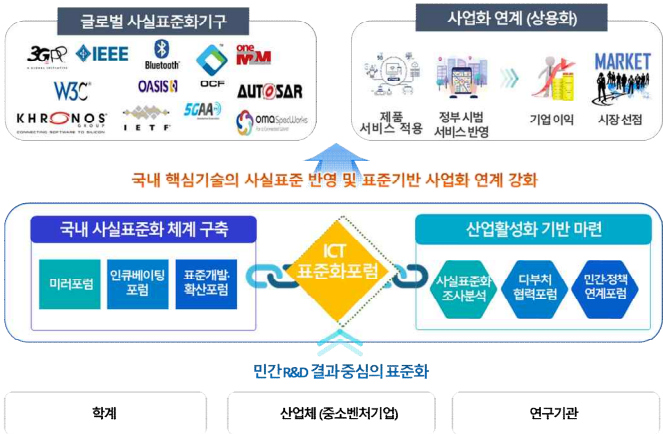 글로벌 사실표준화기구
사업화 연계 (상용화)
3GPP
A GLOBAL INITIATIVE
IEEE
Bluetooth®
OCF
oneM2M
W3C
OASIS
AUTOSAR
KHRONOS
GROUP
CONNECTING SOFTWARE TO SILICON
IETF
5GAA
oma SpecWorks
제품
서비스 적용
정부 시범
서비스 반영
기업 이익
MARKET
시장 선점
국내 핵심기술의 사실표준 반영 및 표준기반 사업화 연계 강화
국내 사실표준화 체계 구축
미러포럼
인큐베이팅
포럼
표준개발·
확산포럼
ICT
표준화포럼
산업활성화 기반 마련
사실표준화
조사분석
다부처
협력포럼
민간·정책
연계포럼
민간 R&D 결과 중심의 표준화
학계
산업체 (중소벤처기업)
연구기관